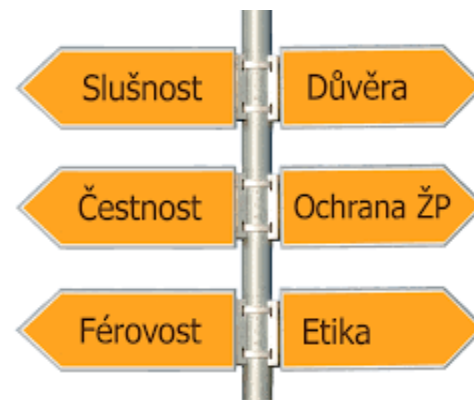 Slušnost
Důvěra
Čestnost
Ochrana ŽP
Férovost
Etika